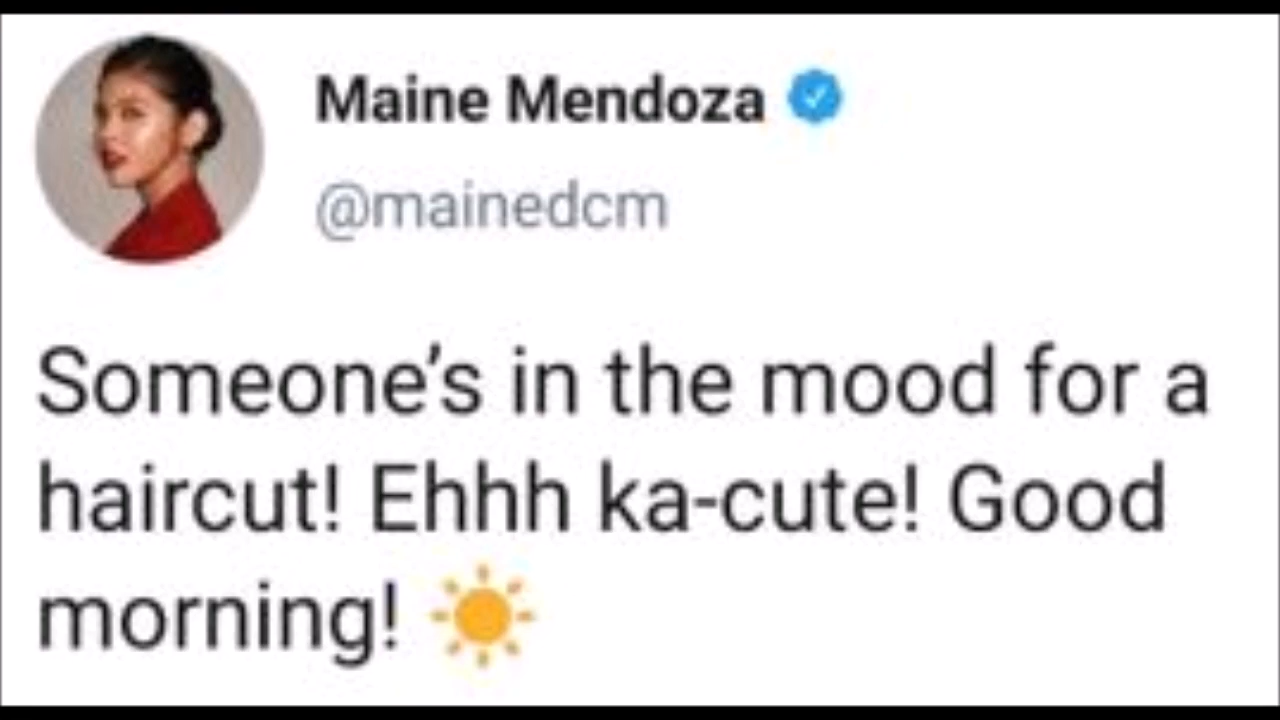 Maine Mendoza
@mainedcm
Someone’s in the mood for a
haircut! Ehhh ka-cute! Good
morning! ☀